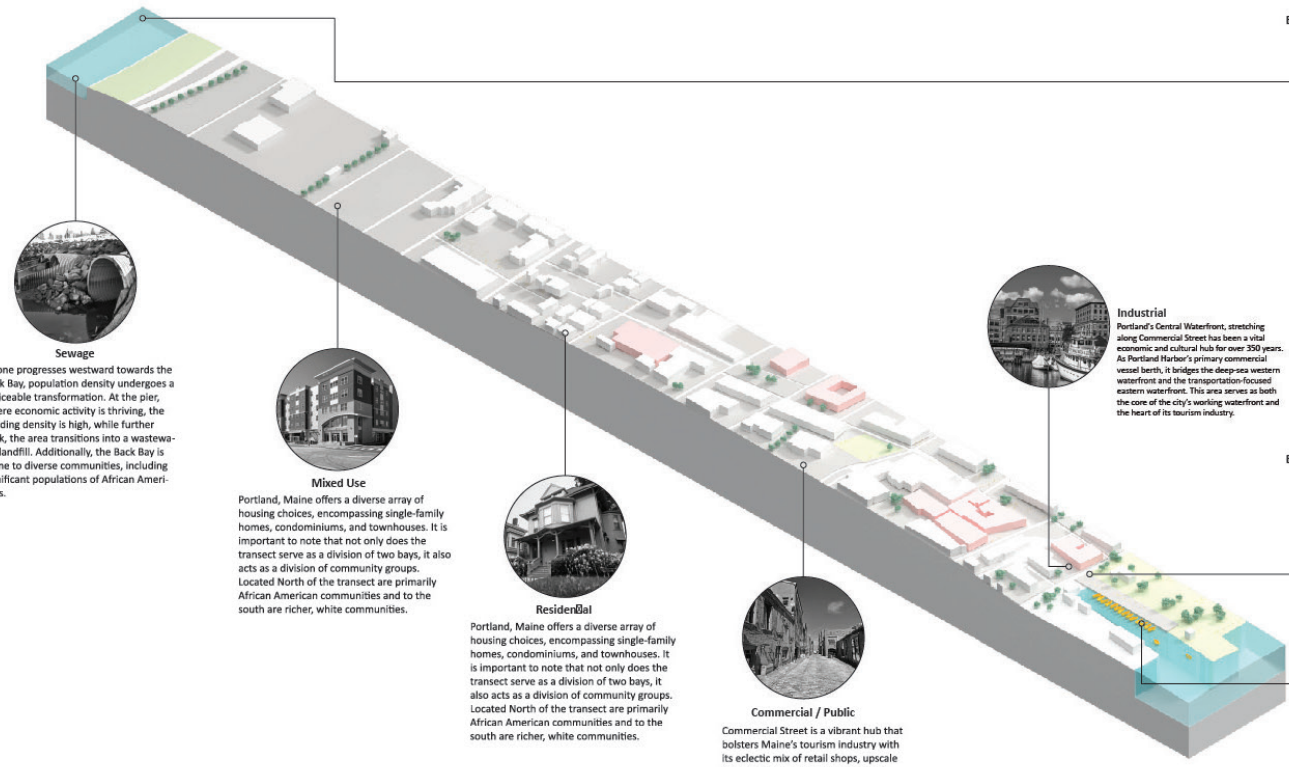 Sewage
one progresses westward towards the
k Bay, population density undergoes a
iceable transformation. At the pier,
ere economic activity is thriving, the
ding density is high, while further
k, the area transitions into a wastewa-
landfill. Additionally, the Back Bay is
me to diverse communities, including
nificant populations of African Ameri-
s.
Mixed Use
Portland, Maine offers a diverse array of
housing choices, encompassing single-family
homes, condominiums, and townhouses. It is
important to note that not only does the
transect serve as a division of two bays, it also
acts as a division of community groups.
Located North of the transect are primarily
African American communities and to the
south are richer, white communities.
Residential
Portland, Maine offers a diverse array of
housing choices, encompassing single-family
homes, condominiums, and townhouses. It
is important to note that not only does the
transect serve as a division of two bays, it
also acts as a division of community groups.
Located North of the transect are primarily
African American communities and to the
south are richer, white communities.
Commercial / Public
Commercial Street is a vibrant hub that
bolsters Maine's tourism industry with
its eclectic mix of retail shops, upscale
Industrial
Portland's Central Waterfront, stretching
along Commercial Street has been a vital
economic and cultural hub for over 350 years.
As Portland Harbor's primary commercial
vessel berth, it bridges the deep-sea western
waterfront and the transportation-focused
eastern waterfront. This area serves as both
the core of the city's working waterfront and
the heart of its tourism industry.